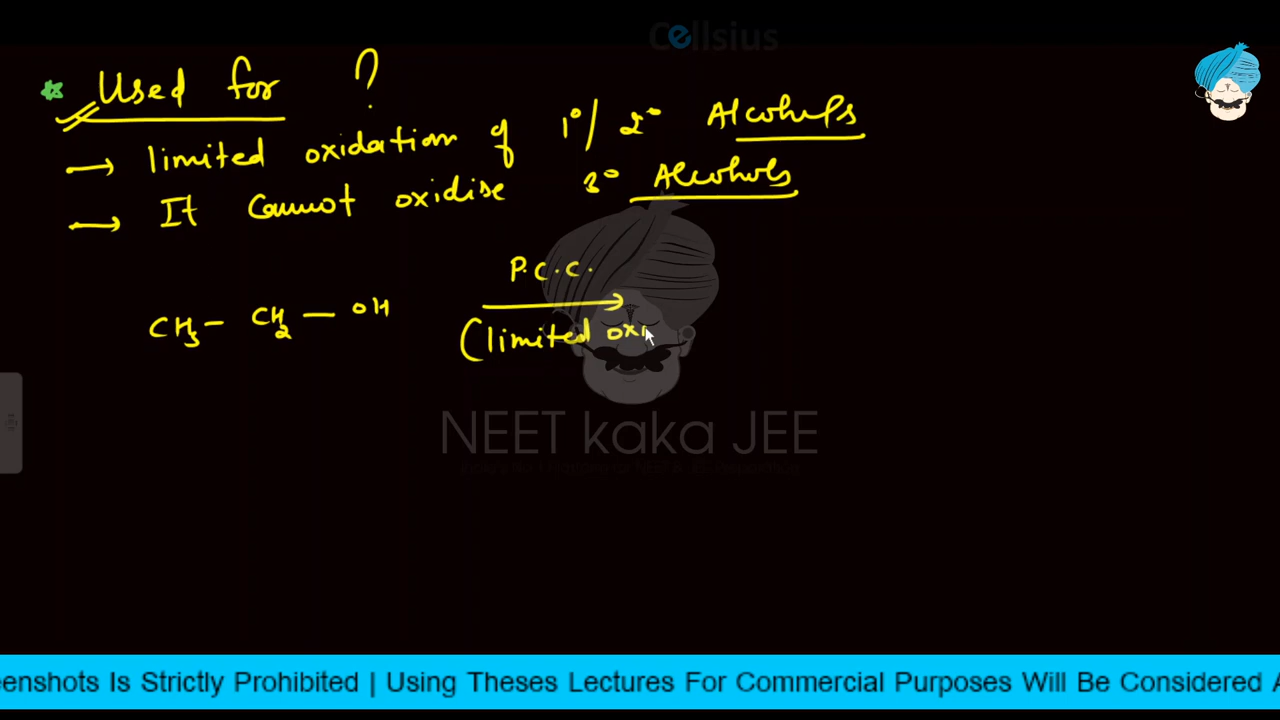 Cellsius
* Used for ?
→ limited oxidation of 1°/2° Alcohols
→ It cannot oxidise 3° Alcohols
P.C.C.
CH3- CH2 — OH
(limited oxi
NEET kaka JEE
eenshots Is Strictly Prohibited | Using Theses Lectures For Commercial Purposes Will Be Considered A